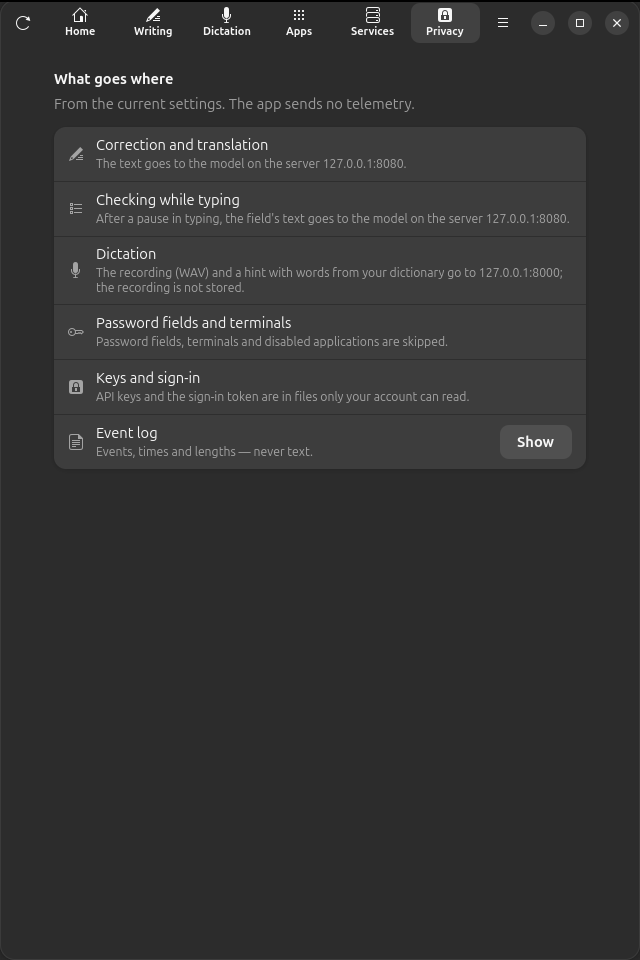 Home
Writing
Dictation
Apps
Services
Privacy
What goes where
From the current settings. The app sends no telemetry.
Correction and translation
The text goes to the model on the server 127.0.0.1:8080.
Checking while typing
After a pause in typing, the field's text goes to the model on the server 127.0.0.1:8080.
Dictation
The recording (WAV) and a hint with words from your dictionary go to 127.0.0.1:8000;
the recording is not stored.
Password fields and terminals
Password fields, terminals and disabled applications are skipped.
Keys and sign-in
API keys and the sign-in token are in files only your account can read.
Event log
Events, times and lengths — never text.
Show